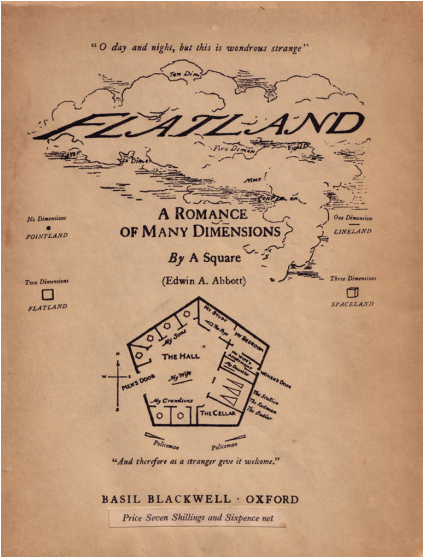 "O day and night, but this is wondrous strange"
Ten Dim
FLATLAND
Five Dimen
No Dimensions
POINTLAND
One Dimension
LINELAND
A ROMANCE
OF MANY DIMENSIONS
By A Square
(Edwin A. Abbott)
Two Dimensions
FLATLAND
Three Dimensions
SPACELAND
MY STUDY
MY BEDROOM
My Sons
THE HALL
MEN'S DOOR
WOMEN'S DOOR
My Wife
My Daughter
The Scullion
The Footman
The Butler
My Grandsons
THE CELLAR
Policeman
Policeman
"And therefore as a stranger give it welcome."
BASIL BLACKWELL · OXFORD
Price Seven Shillings and Sixpence net